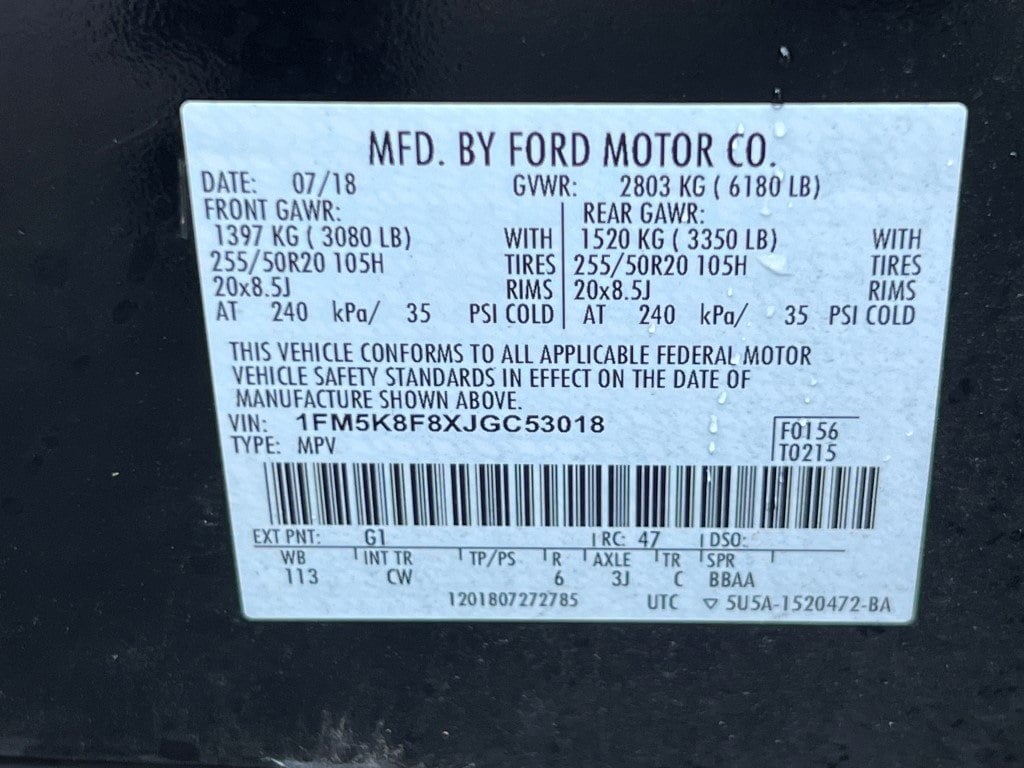 MFD. BY FORD MOTOR CO.
DATE: 07/18 GVWR: 2803 KG ( 6180 LB)
FRONT GAWR: REAR GAWR:
1397 KG ( 3080 LB) WITH 1520 KG ( 3350 LB) WITH
255/50R20 105H TIRES 255/50R20 105H TIRES
20x8.5J RIMS 20x8.5J RIMS
AT 240 kPa/ 35 PSI COLD AT 240 kPa/ 35 PSI COLD
THIS VEHICLE CONFORMS TO ALL APPLICABLE FEDERAL MOTOR
VEHICLE SAFETY STANDARDS IN EFFECT ON THE DATE OF
MANUFACTURE SHOWN ABOVE.
VIN: 1FM5K8F8XJGC53018 F0156
TYPE: MPV T0215
EXT PNT: G1 RC: 47 DSO:
WB INT TR TP/PS R AXLE TR SPR
113 CW 6 3J C BBAA
1201807272785 UTC ▽ 5U5A-1520472-BA